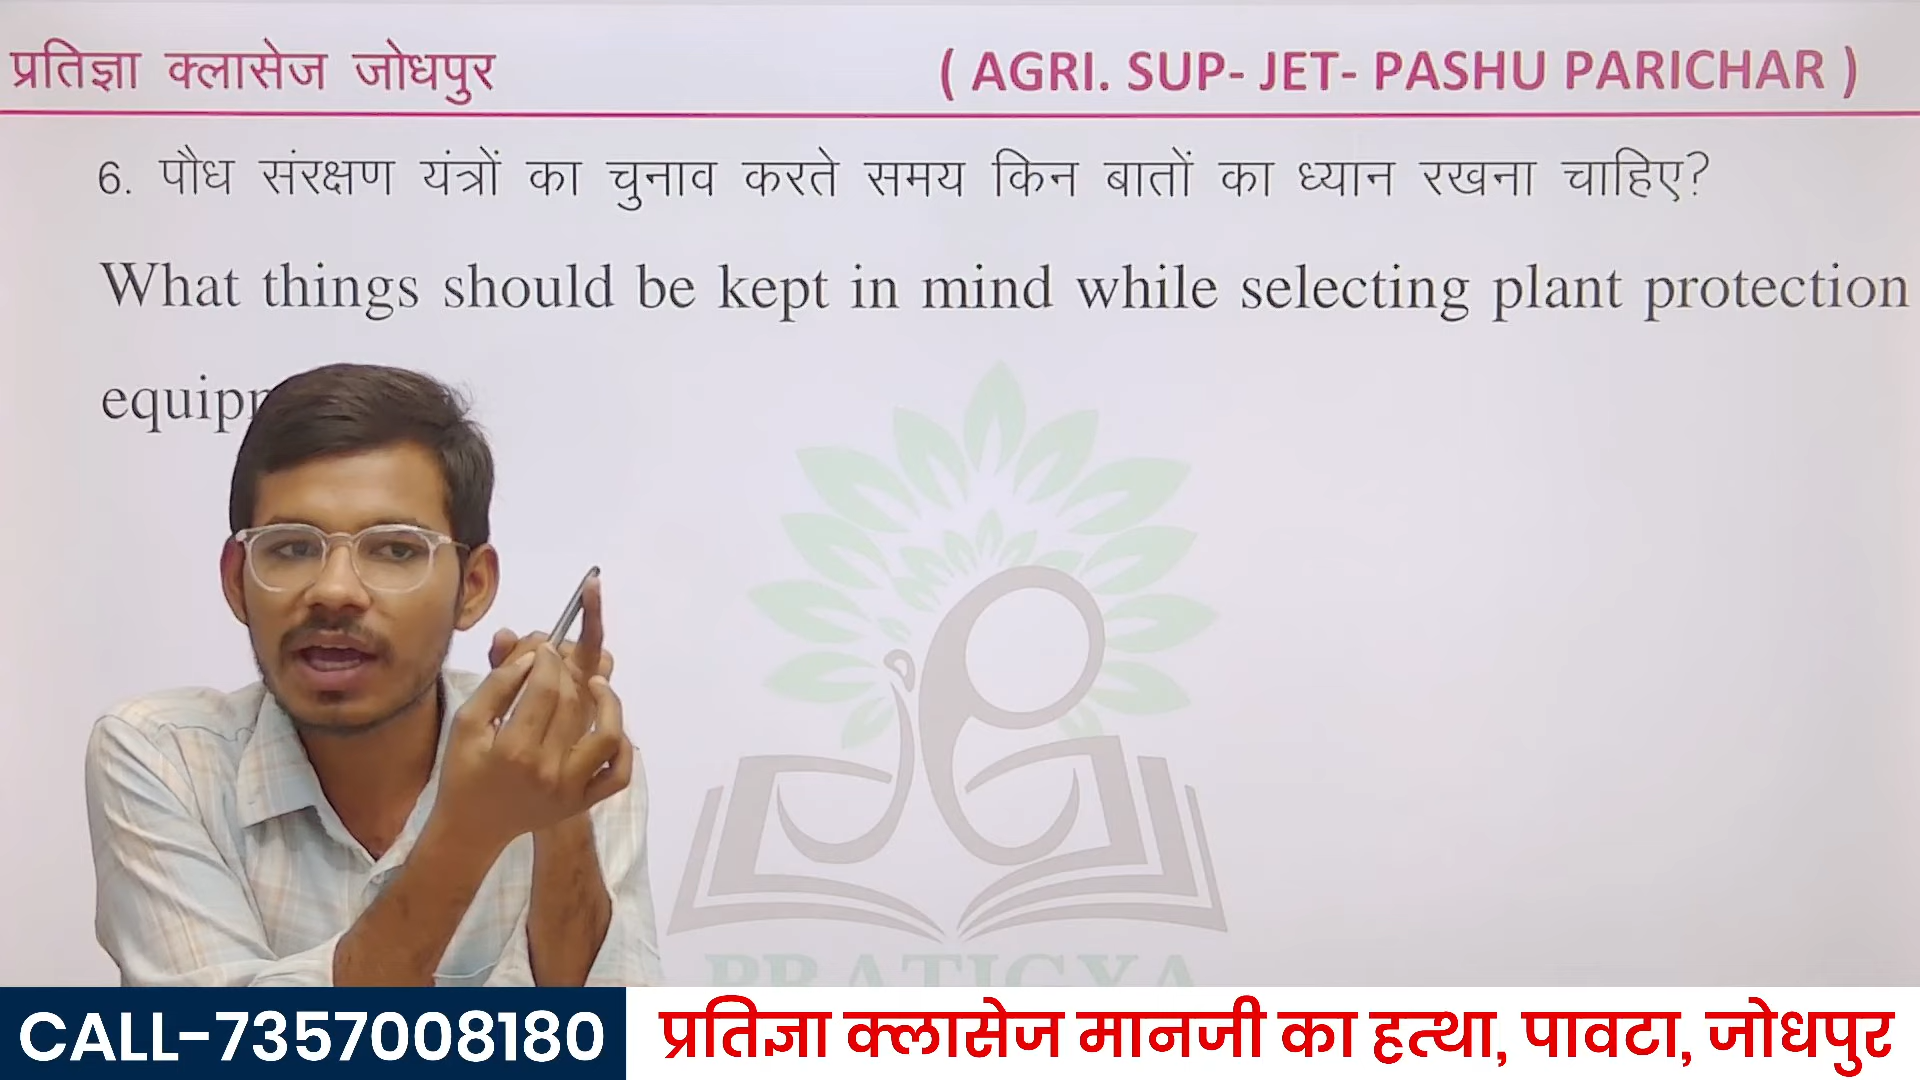 प्रतिज्ञा क्लासेज जोधपुर
( AGRI. SUP- JET- PASHU PARICHAR )
6. पौध संरक्षण यंत्रों का चुनाव करते समय किन बातों का ध्यान रखना चाहिए?
What things should be kept in mind while selecting plant protection
PRATIGYA
CALL-7357008180
प्रतिज्ञा क्लासेज मानजी का हत्था, पावटा, जोधपुर